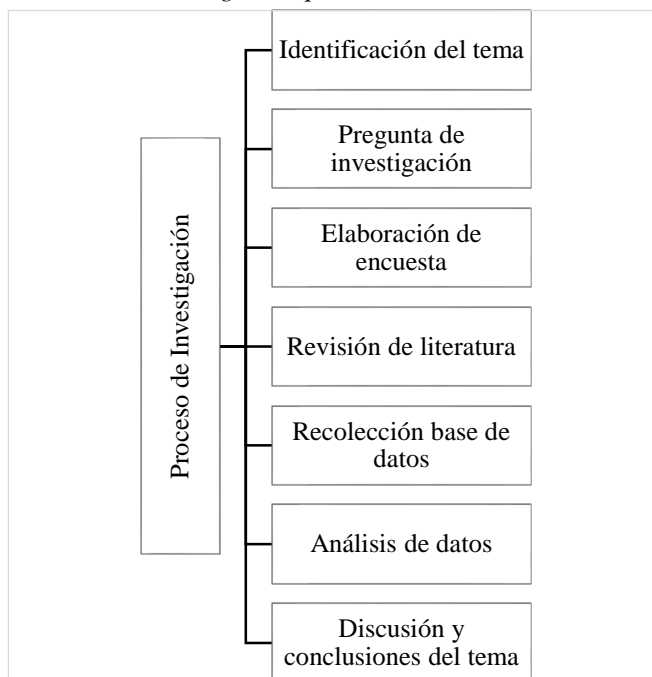 Identificación del tema
Pregunta de
investigación
Elaboración de
encuesta
Proceso de Investigación
Revisión de literatura
Recolección base de
datos
Análisis de datos
Discusión y
conclusiones del tema